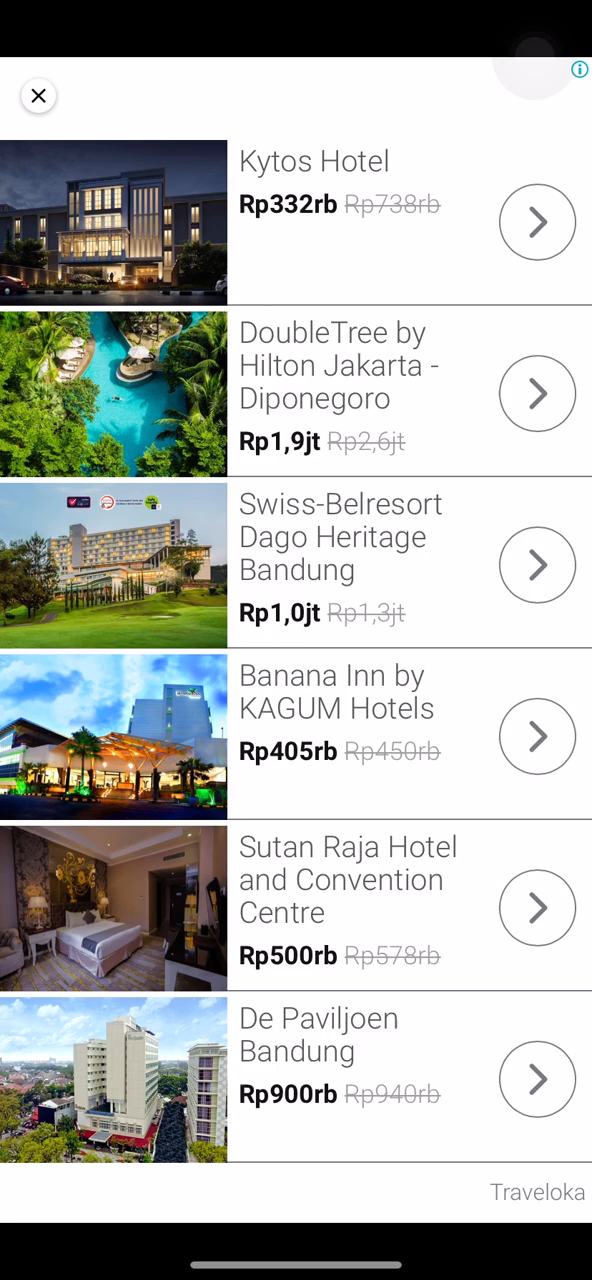 Kytos Hotel
Rp332rb Rp738rb
DoubleTree by
Hilton Jakarta -
Diponegoro
Rp1,9jt Rp2,6jt
Swiss-Belresort
Dago Heritage
Bandung
Rp1,0jt Rp1,3jt
Banana Inn by
KAGUM Hotels
Rp405rb Rp450rb
Sutan Raja Hotel
and Convention
Centre
Rp500rb Rp578rb
De Paviljoen
Bandung
Rp900rb Rp940rb
Traveloka